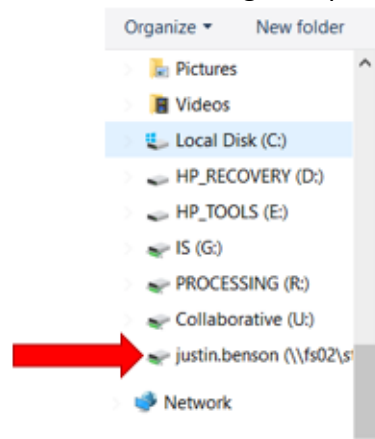 Organize New folder
Pictures
Videos
Local Disk (C:)
HP_RECOVERY (D:)
HP_TOOLS (E:)
IS (G:)
PROCESSING (R:)
Collaborative (U:)
justin.benson (\\fs02\s
Network